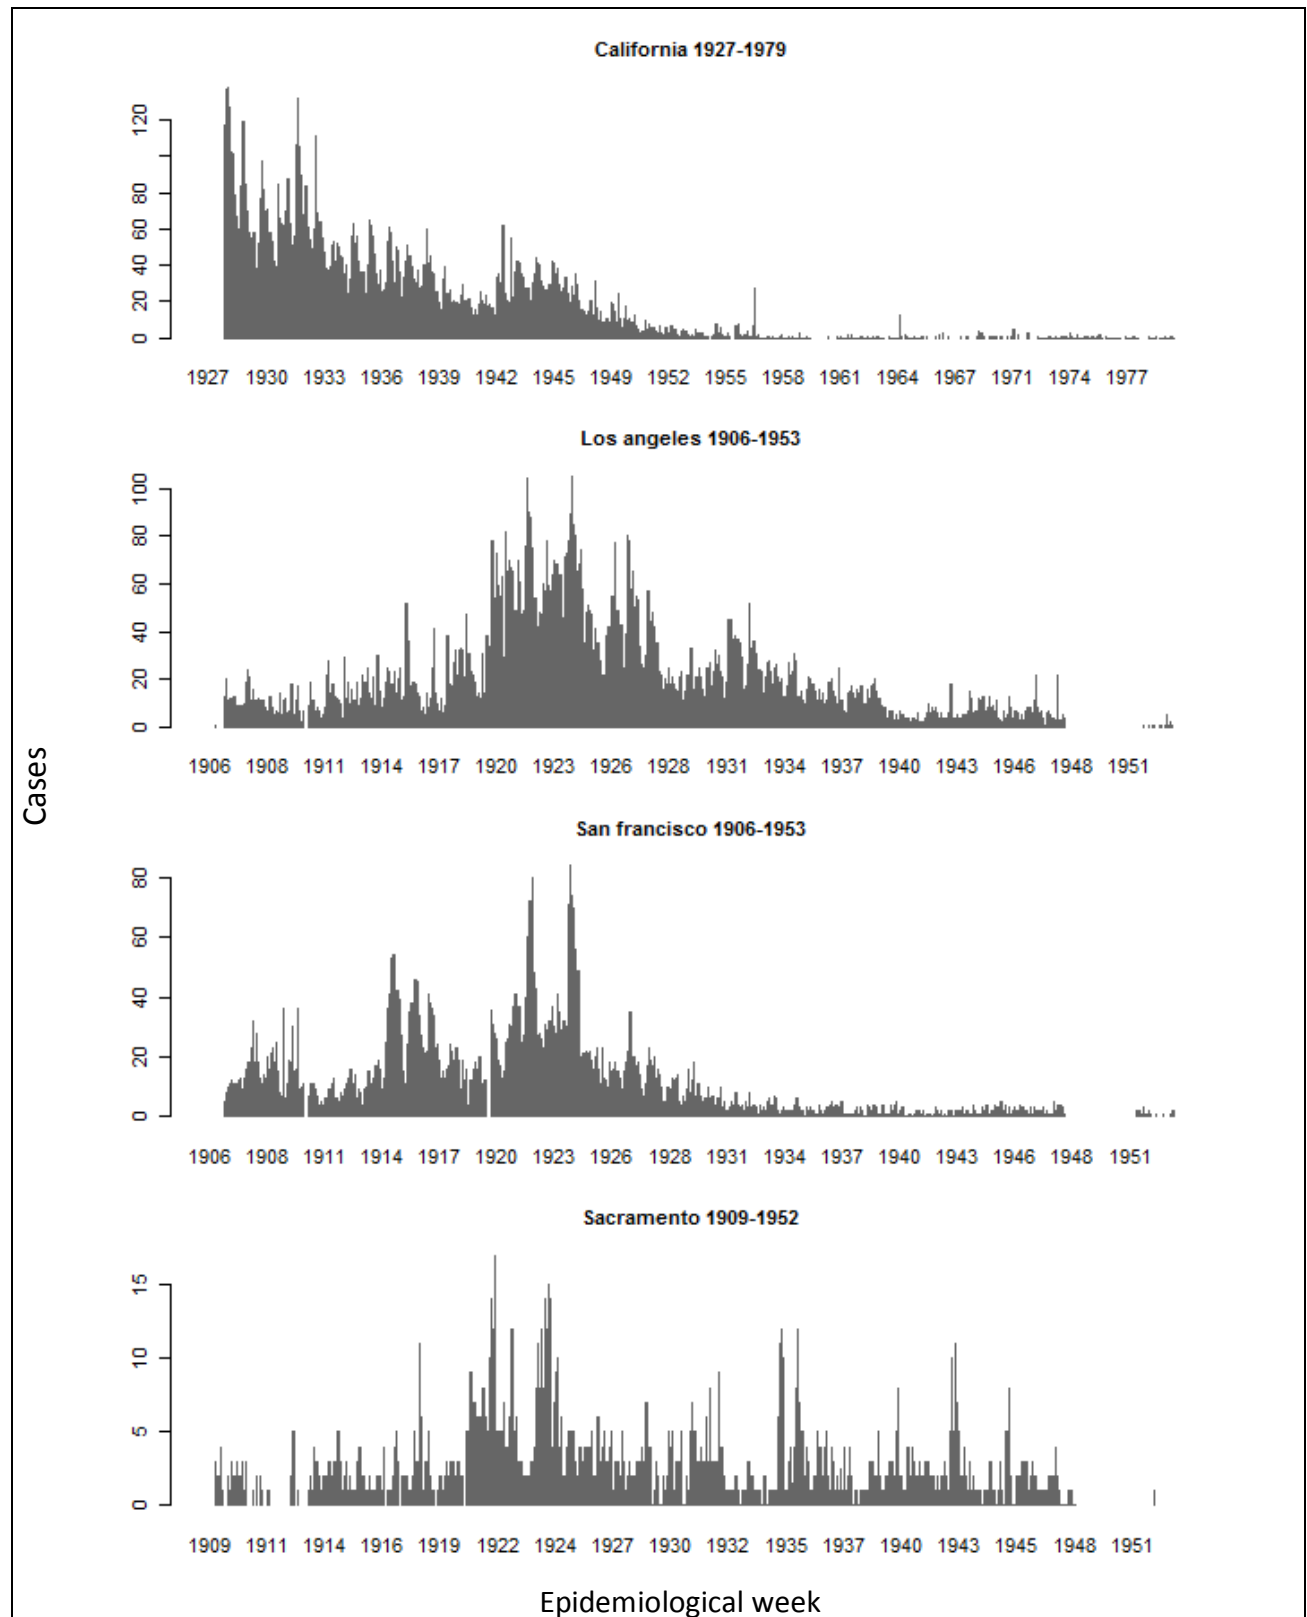 California 1927-1979
120
80
60
40
20
0
1927 1930 1933 1936 1939 1942 1945 1949 1952 1955 1958 1961 1964 1967 1971 1974 1977
Los angeles 1906-1953
100
80
60
40
20
0
1906 1908 1911 1914 1917 1920 1923 1926 1928 1931 1934 1937 1940 1943 1946 1948 1951
Cases
San francisco 1906-1953
80
60
40
20
0
1906 1908 1911 1914 1917 1920 1923 1926 1928 1931 1934 1937 1940 1943 1946 1948 1951
Sacramento 1909-1952
15
10
5
0
1909 1911 1914 1916 1919 1922 1924 1927 1930 1932 1935 1937 1940 1943 1945 1948 1951
Epidemiological week